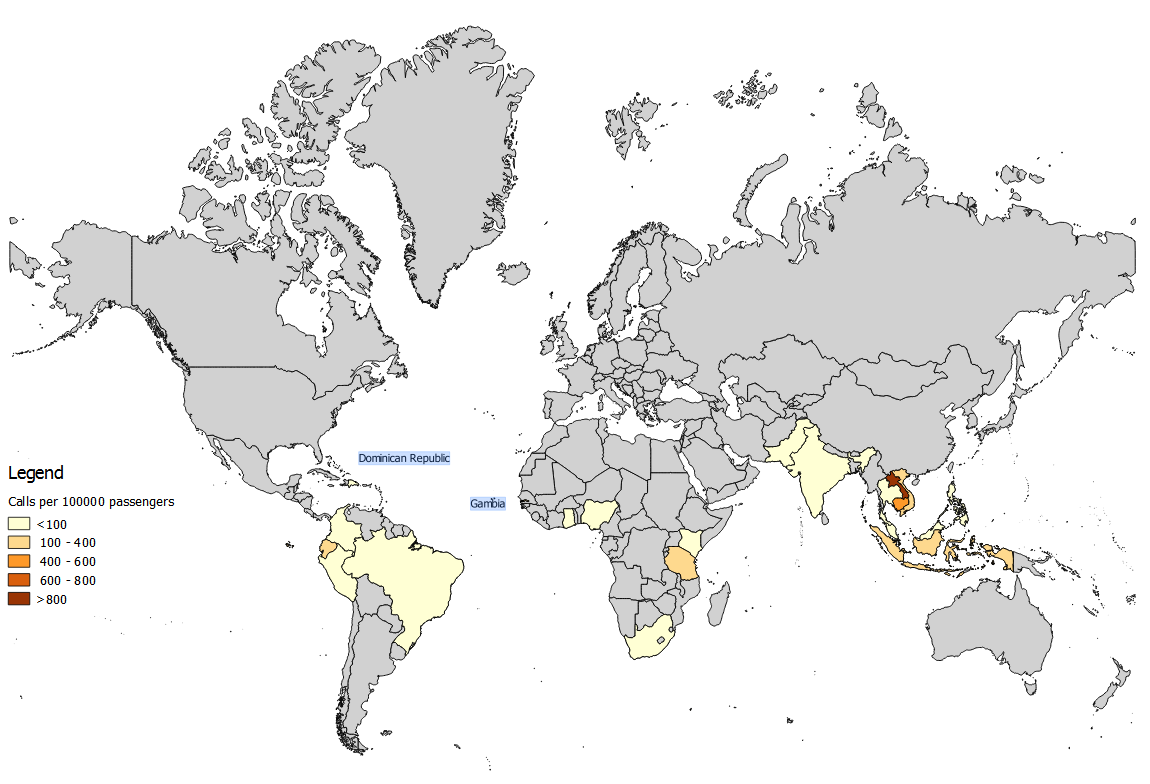 Dominican Republic
Gambia
Legend
Calls per 100000 passengers
<100
100 - 400
400 - 600
600 - 800
>800